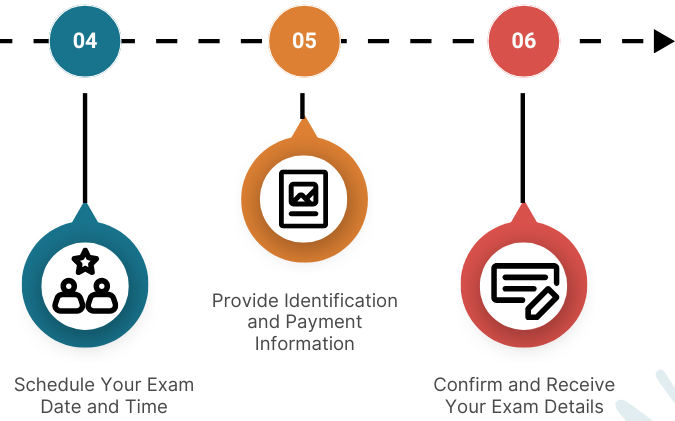 04
05
06
Provide Identification
and Payment
Information
Schedule Your Exam
Date and Time
Confirm and Receive
Your Exam Details